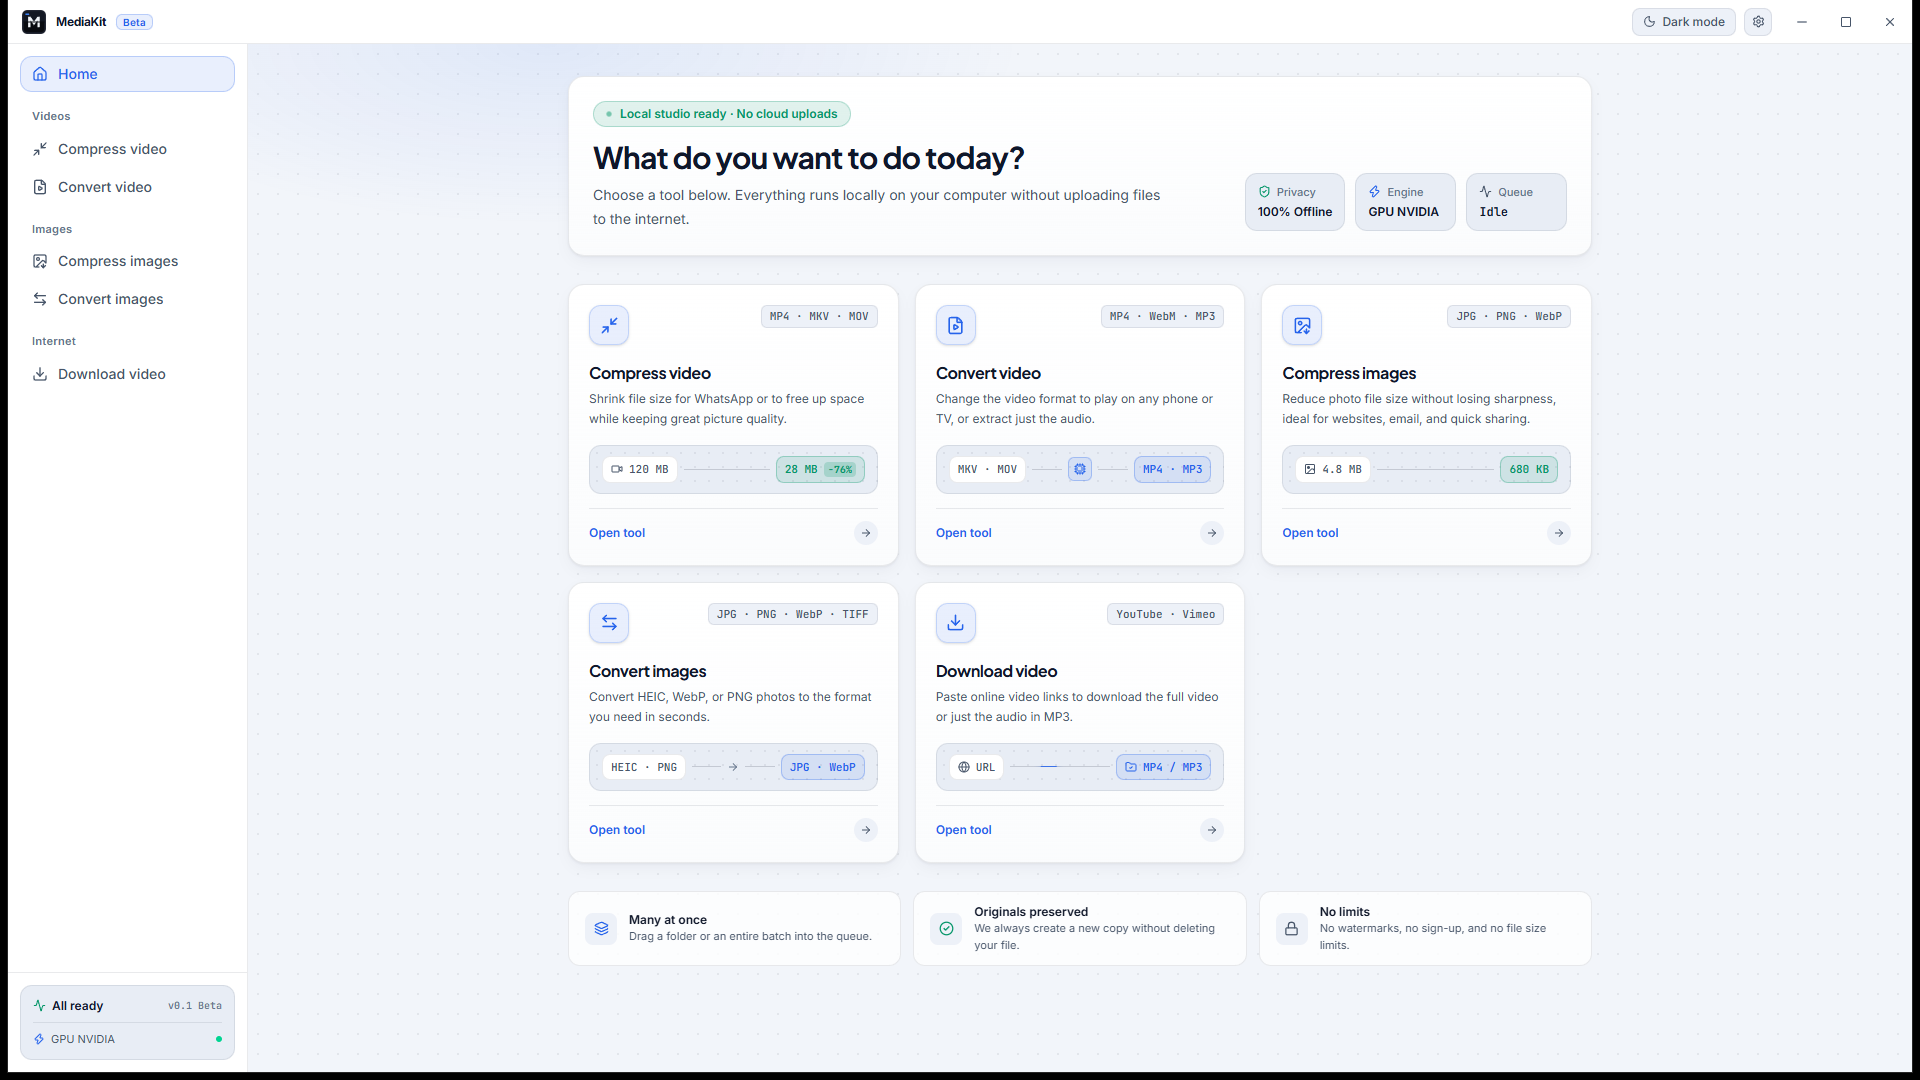 MediaKit Beta
Dark mode
Home
Videos
Compress video
Convert video
Images
Compress images
Convert images
Internet
Download video
All ready v0.1 Beta
GPU NVIDIA
Local studio ready · No cloud uploads
What do you want to do today?
Choose a tool below. Everything runs locally on your computer without uploading files
to the internet.
Privacy
100% Offline
Engine
GPU NVIDIA
Queue
Idle
MP4 · MKV · MOV
Compress video
Shrink file size for WhatsApp or to free up space
while keeping great picture quality.
120 MB 28 MB -76%
Open tool
MP4 · WebM · MP3
Convert video
Change the video format to play on any phone or
TV, or extract just the audio.
MKV · MOV MP4 · MP3
Open tool
JPG · PNG · WebP
Compress images
Reduce photo file size without losing sharpness,
ideal for websites, email, and quick sharing.
4.8 MB 680 KB
Open tool
JPG · PNG · WebP · TIFF
Convert images
Convert HEIC, WebP, or PNG photos to the format
you need in seconds.
HEIC · PNG JPG · WebP
Open tool
YouTube · Vimeo
Download video
Paste online video links to download the full video
or just the audio in MP3.
URL MP4 / MP3
Open tool
Many at once
Drag a folder or an entire batch into the queue.
Originals preserved
We always create a new copy without deleting
your file.
No limits
No watermarks, no sign-up, and no file size
limits.